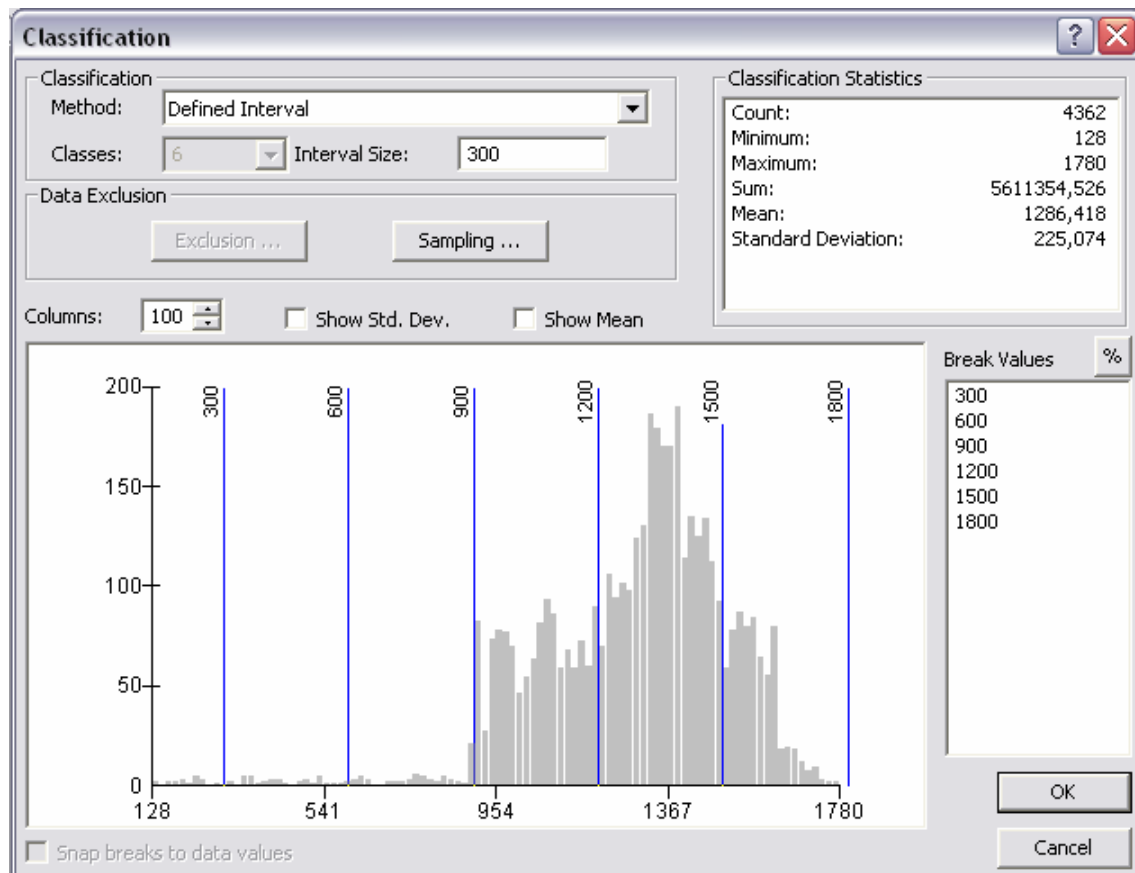 Classification
Classification
Method: Defined Interval
Classes: 6 Interval Size: 300
Data Exclusion
Exclusion ... Sampling ...
Classification Statistics
Count: 4362
Minimum: 128
Maximum: 1780
Sum: 5611354,526
Mean: 1286,418
Standard Deviation: 225,074
Columns: 100 Show Std. Dev. Show Mean
Break Values %
300
600
900
1200
1500
1800
200
150
100
50
0
300 600 900 1200 1500 1800
128 541 954 1367 1780
Snap breaks to data values
OK
Cancel